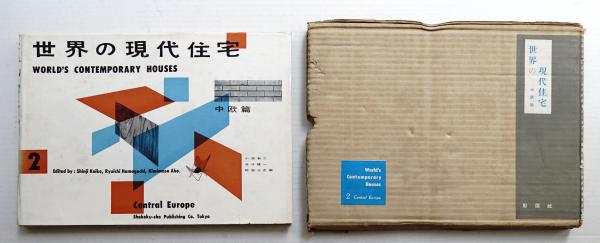 世界の現代住宅
WORLD'S CONTEMPORARY HOUSES
中欧篇
2
Edited by: Shinji Koike, Ryuichi Hamaguchi, Kimimasa Abe.
Central Europe
Shokoku-sha Publishing Co. Tokyo
世界の
現代住宅
中欧篇
World's
Contemporary
Houses
2 Central Europe
彰国社